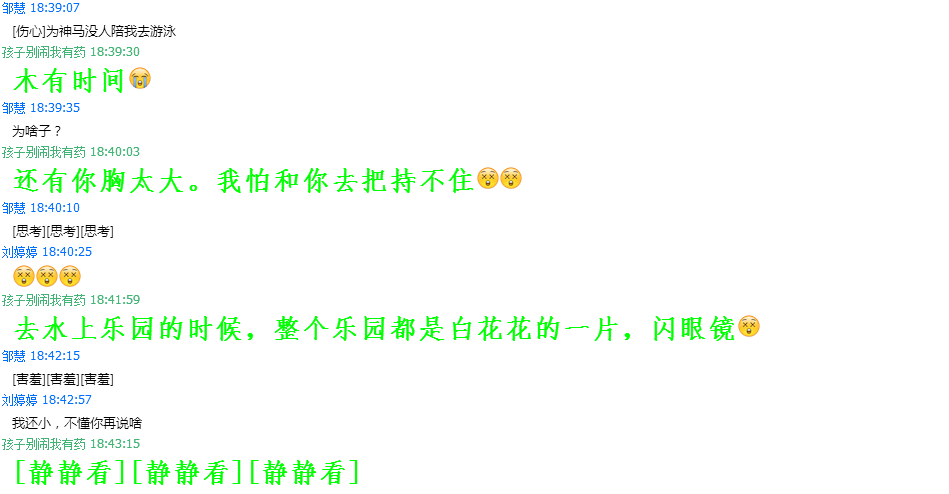 邹慧 18:39:07
[伤心]为神马没人陪我去游泳
孩子别闹我有药 18:39:30
木有时间😭
邹慧 18:39:35
为啥子？
孩子别闹我有药 18:40:03
还有你胸太大。我怕和你去把持不住😲😲
邹慧 18:40:10
[思考][思考][思考]
刘婷婷 18:40:25
😲😲😲
孩子别闹我有药 18:41:59
去水上乐园的时候，整个乐园都是白花花的一片，闪眼镜😲
邹慧 18:42:15
[害羞][害羞][害羞]
刘婷婷 18:42:57
我还小，不懂你再说啥
孩子别闹我有药 18:43:15
[静静看][静静看][静静看]